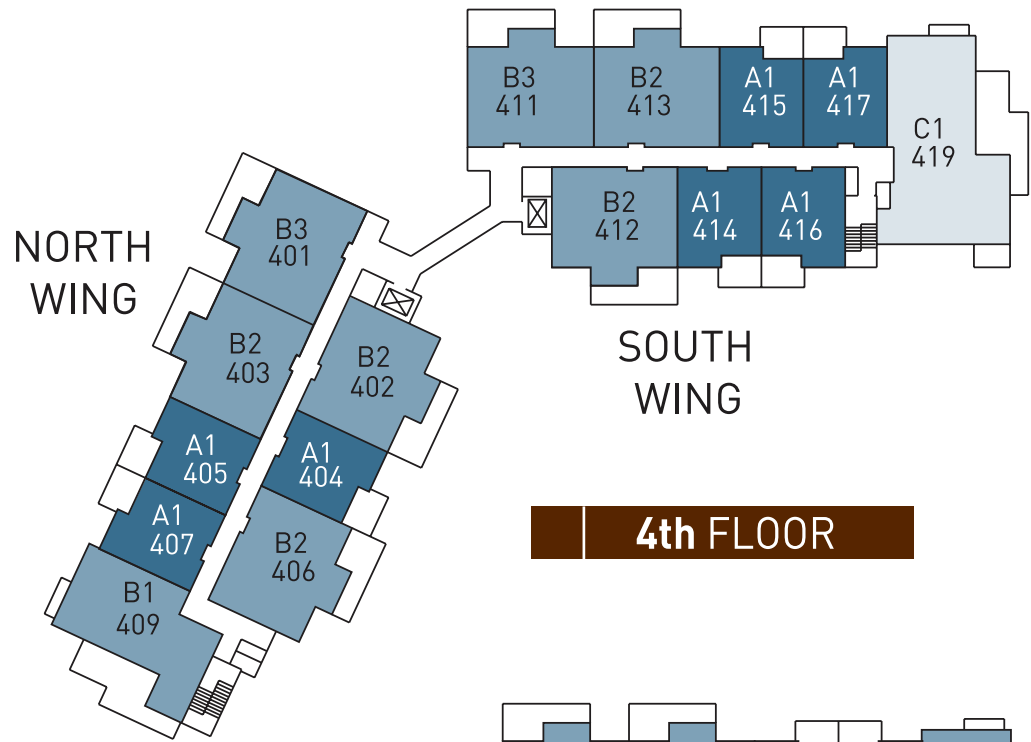 B3
411
B2
413
A1
415
A1
417
C1
419
B2
412
A1
414
A1
416
NORTH
WING
B3
401
B2
403
B2
402
A1
405
A1
404
A1
407
B2
406
B1
409
SOUTH
WING
4th FLOOR